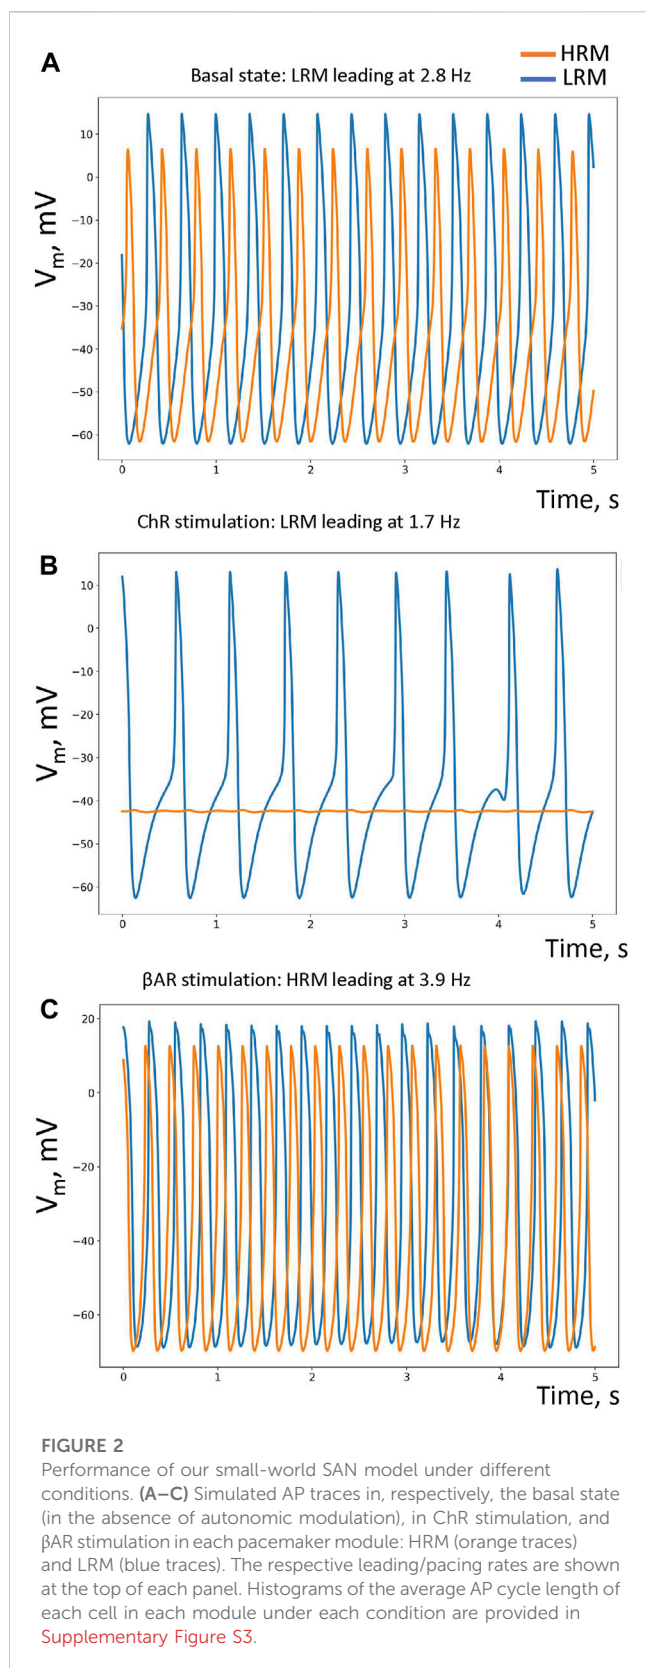 A
HRM
LRM
Basal state: LRM leading at 2.8 Hz
10
0
−10
−20
−30
−40
−50
−60
Vm, mV
0 1 2 3 4 5
Time, s
ChR stimulation: LRM leading at 1.7 Hz
B
10
0
−10
−20
−30
−40
−50
−60
Vm, mV
0 1 2 3 4 5
Time, s
βAR stimulation: HRM leading at 3.9 Hz
C
20
0
−20
−40
−60
Vm, mV
0 1 2 3 4 5
Time, s
FIGURE 2
Performance of our small-world SAN model under different
conditions. (A–C) Simulated AP traces in, respectively, the basal state
(in the absence of autonomic modulation), in ChR stimulation, and
βAR stimulation in each pacemaker module: HRM (orange traces)
and LRM (blue traces). The respective leading/pacing rates are shown
at the top of each panel. Histograms of the average AP cycle length of
each cell in each module under each condition are provided in
Supplementary Figure S3.